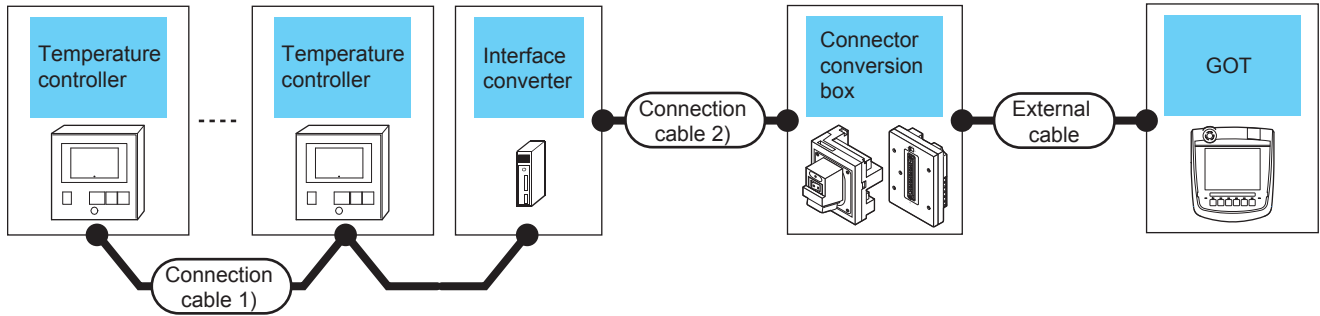 Temperature
controller
Temperature
controller
Interface
converter
Connector
conversion
box
GOT
Connection
cable 2)
External
cable
Connection
cable 1)